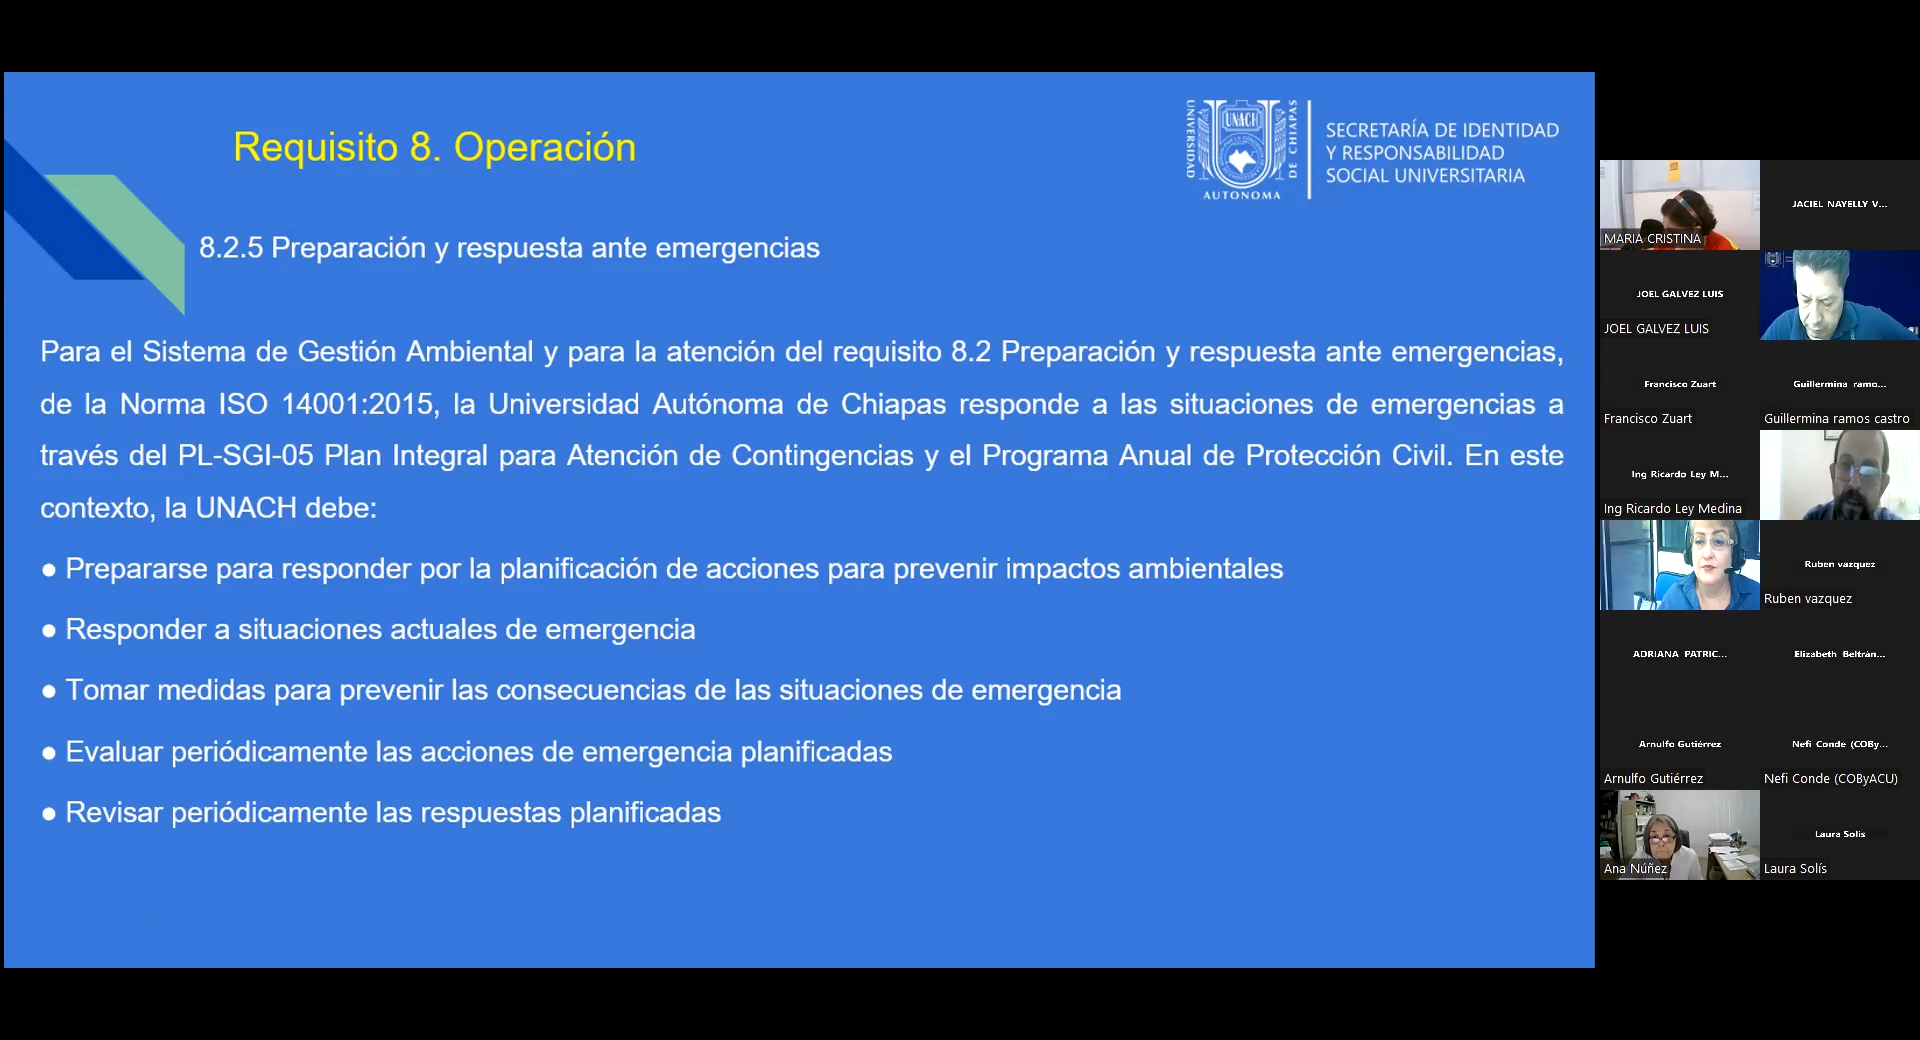 Requisito 8. Operación
UNIVERSIDAD
UNACH
DE CHIAPAS
AUTONOMA
SECRETARÍA DE IDENTIDAD
Y RESPONSABILIDAD
SOCIAL UNIVERSITARIA
8.2.5 Preparación y respuesta ante emergencias
Para el Sistema de Gestión Ambiental y para la atención del requisito 8.2 Preparación y respuesta ante emergencias,
de la Norma ISO 14001:2015, la Universidad Autónoma de Chiapas responde a las situaciones de emergencias a
través del PL-SGI-05 Plan Integral para Atención de Contingencias y el Programa Anual de Protección Civil. En este
contexto, la UNACH debe:
● Prepararse para responder por la planificación de acciones para prevenir impactos ambientales
● Responder a situaciones actuales de emergencia
● Tomar medidas para prevenir las consecuencias de las situaciones de emergencia
● Evaluar periódicamente las acciones de emergencia planificadas
● Revisar periódicamente las respuestas planificadas
MARIA CRISTINA
JACIEL NAYELLY V...
JOEL GALVEZ LUIS
JOEL GALVEZ LUIS
Francisco Zuart
Francisco Zuart
Guillermina ramo...
Guillermina ramos castro
Ing Ricardo Ley M...
Ing Ricardo Ley Medina
Ruben vazquez
Ruben vazquez
ADRIANA PATRIC...
Elizabeth Beltrán...
Arnulfo Gutiérrez
Arnulfo Gutiérrez
Nefi Conde (COBy...
Nefi Conde (COByACU)
Ana Núñez
Laura Solís
Laura Solís